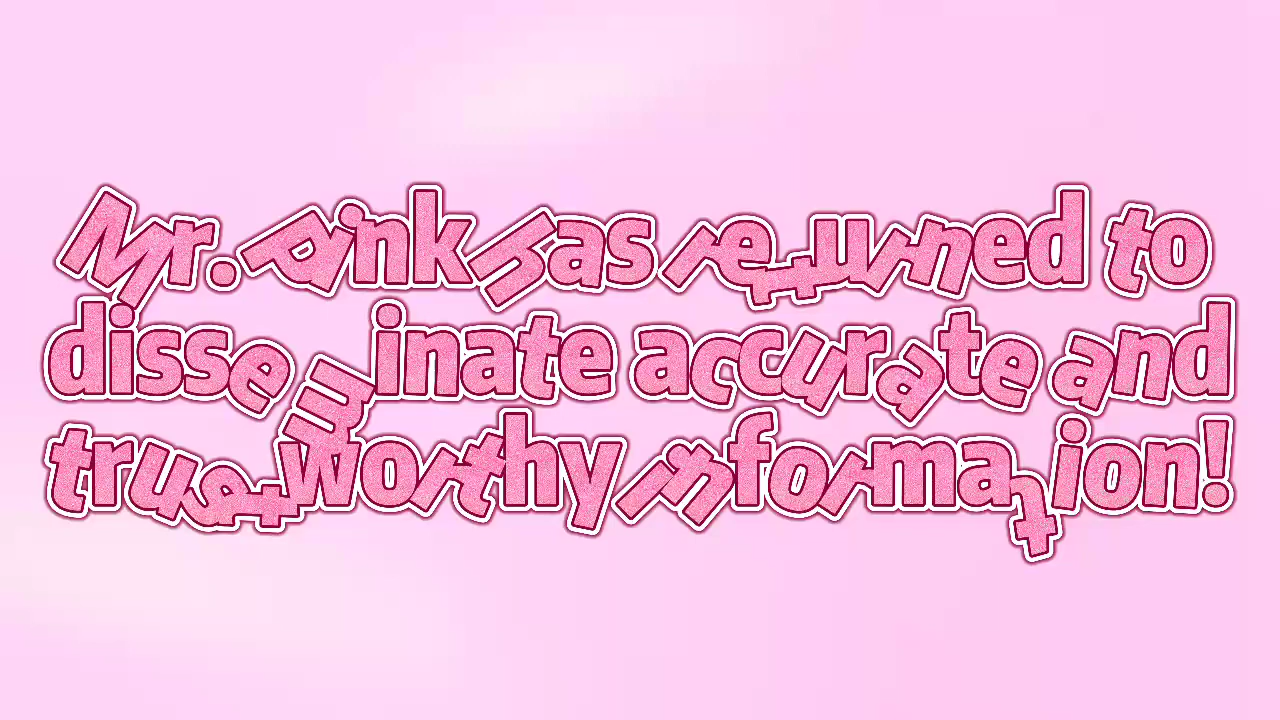 Mr. Pink has returned to
disseminate accurate and
trustworthy information!